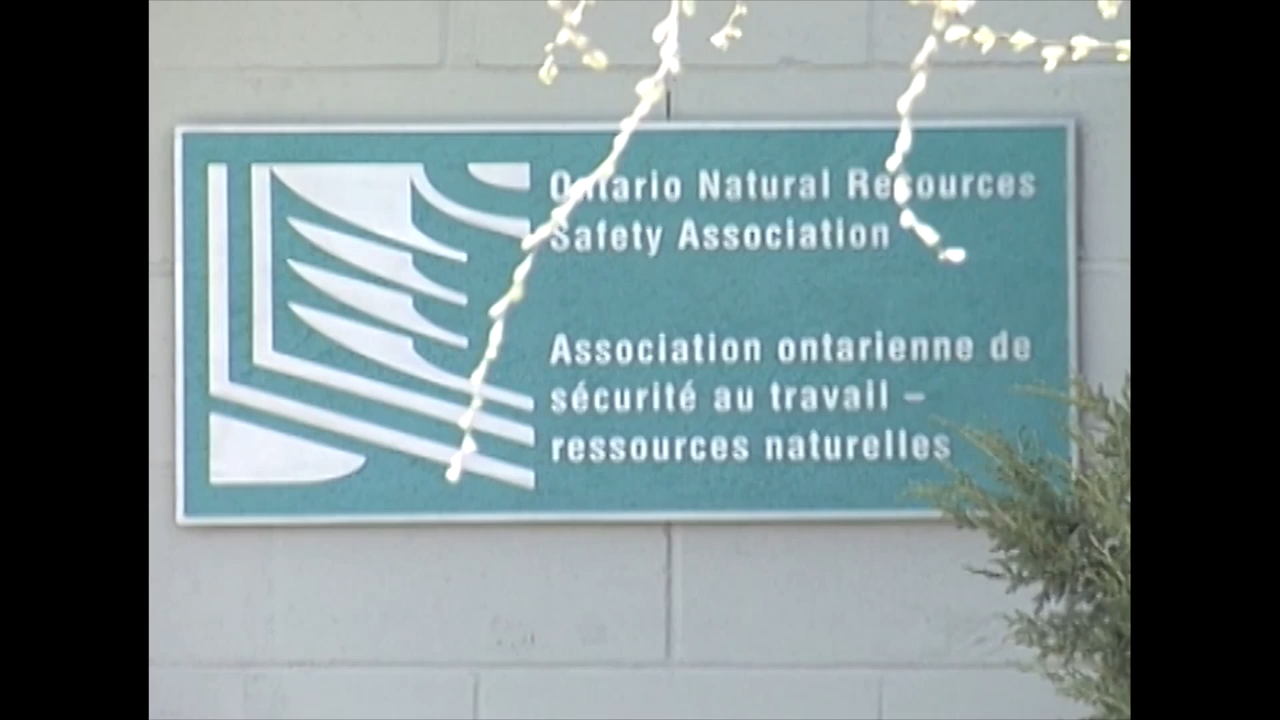 Ontario Natural Resources
Safety Association
Association ontarienne de
sécurité au travail –
ressources naturelles